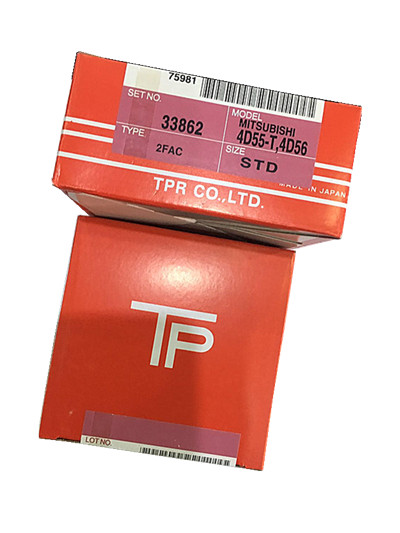 75981
SET NO.
33862
MODEL
MITSUBISHI
4D55-T,4D56
TYPE.
2FAC
SIZE
STD
MADE IN JAPAN
TPR CO.,LTD.
TP
LOT NO.